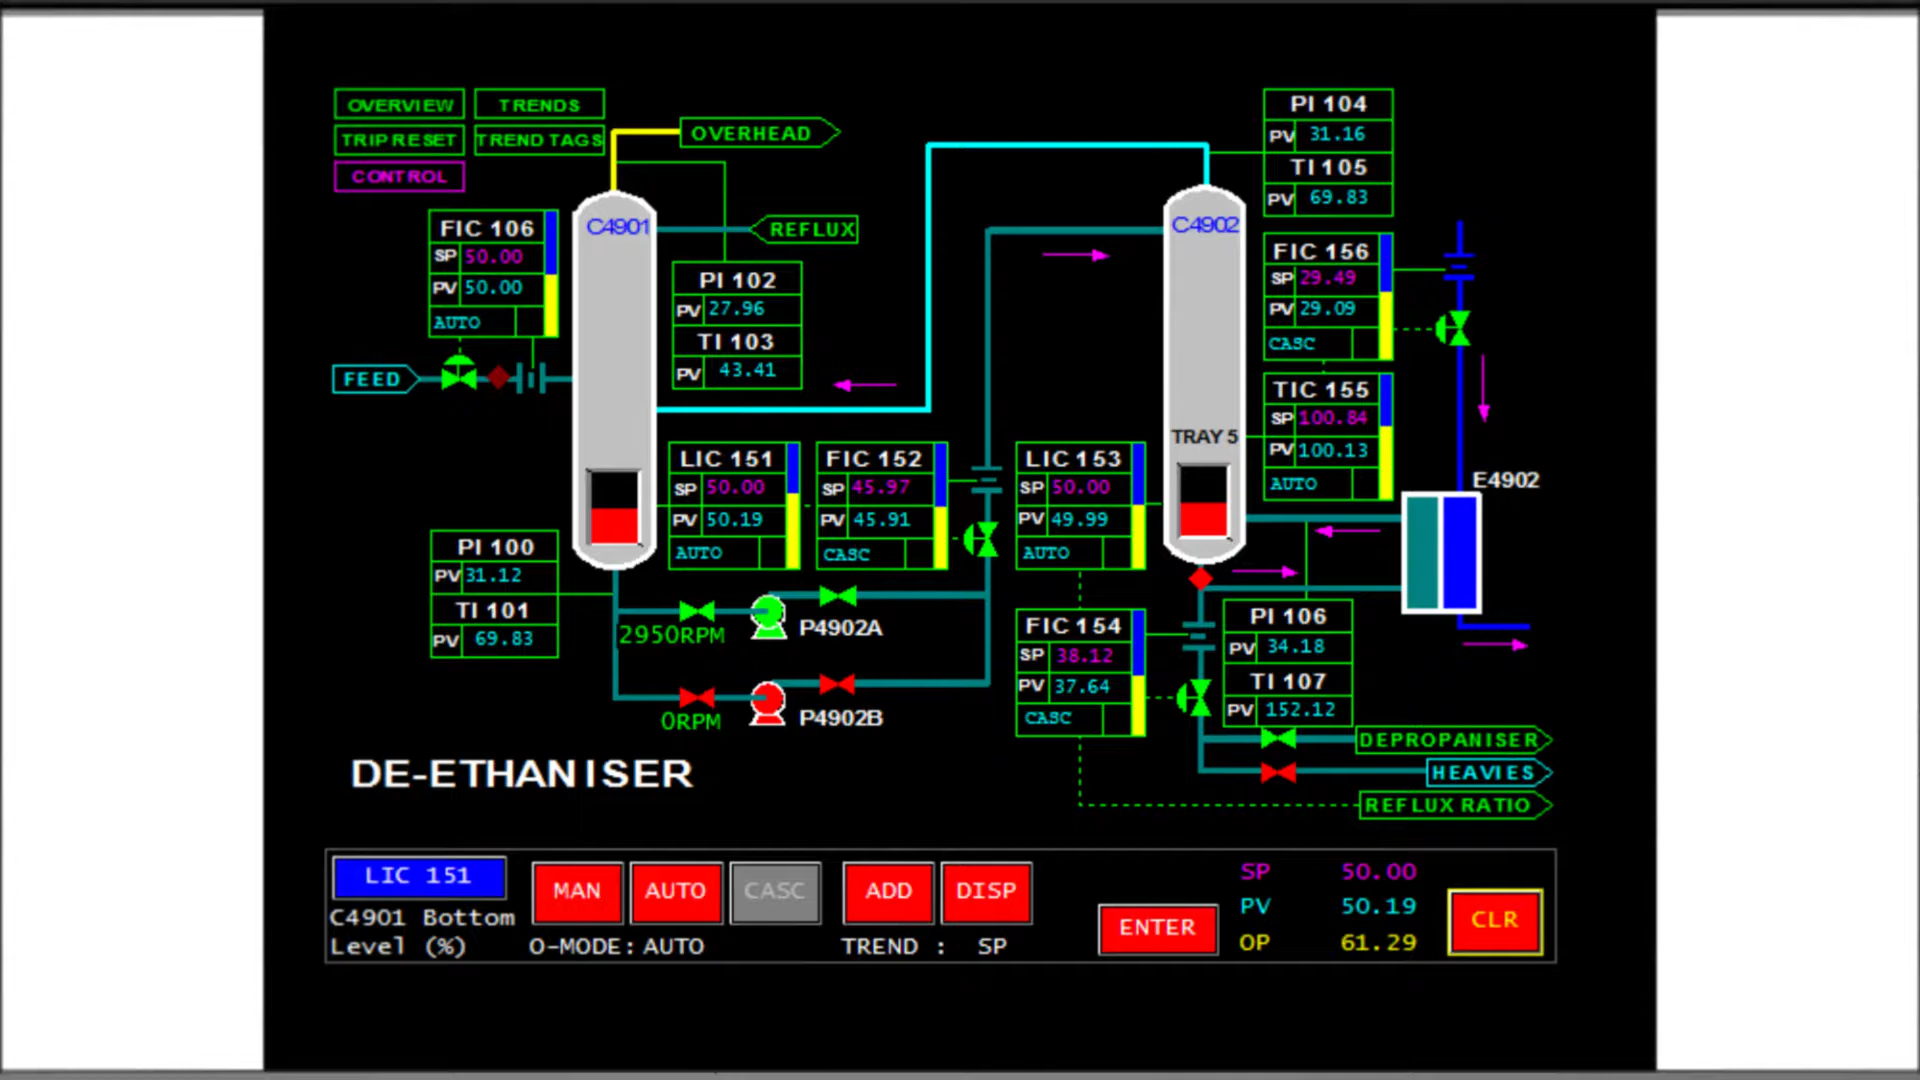 OVERVIEW
TRENDS
TRIP RESET
TREND TAGS
CONTROL
OVERHEAD
REFLUX
C4901
FIC 106
SP 50.00
PV 50.00
AUTO
FEED
PI 102
PV 27.96
TI 103
PV 43.41
PI 104
PV 31.16
TI 105
PV 69.83
C4902
TRAY 5
FIC 156
SP 29.49
PV 29.09
CASC
TIC 155
SP 100.84
PV 100.13
AUTO
E4902
LIC 151
SP 50.00
PV 50.19
AUTO
FIC 152
SP 45.97
PV 45.91
CASC
LIC 153
SP 50.00
PV 49.99
AUTO
PI 100
PV 31.12
TI 101
PV 69.83
2950RPM
P4902A
0RPM
P4902B
FIC 154
SP 38.12
PV 37.64
CASC
PI 106
PV 34.18
TI 107
PV 152.12
DEPROPANISER
HEAVIES
REFLUX RATIO
DE-ETHANISER
LIC 151
C4901 Bottom
Level (%)
MAN
AUTO
CASC
O-MODE: AUTO
ADD
DISP
TREND : SP
ENTER
SP 50.00
PV 50.19
OP 61.29
CLR